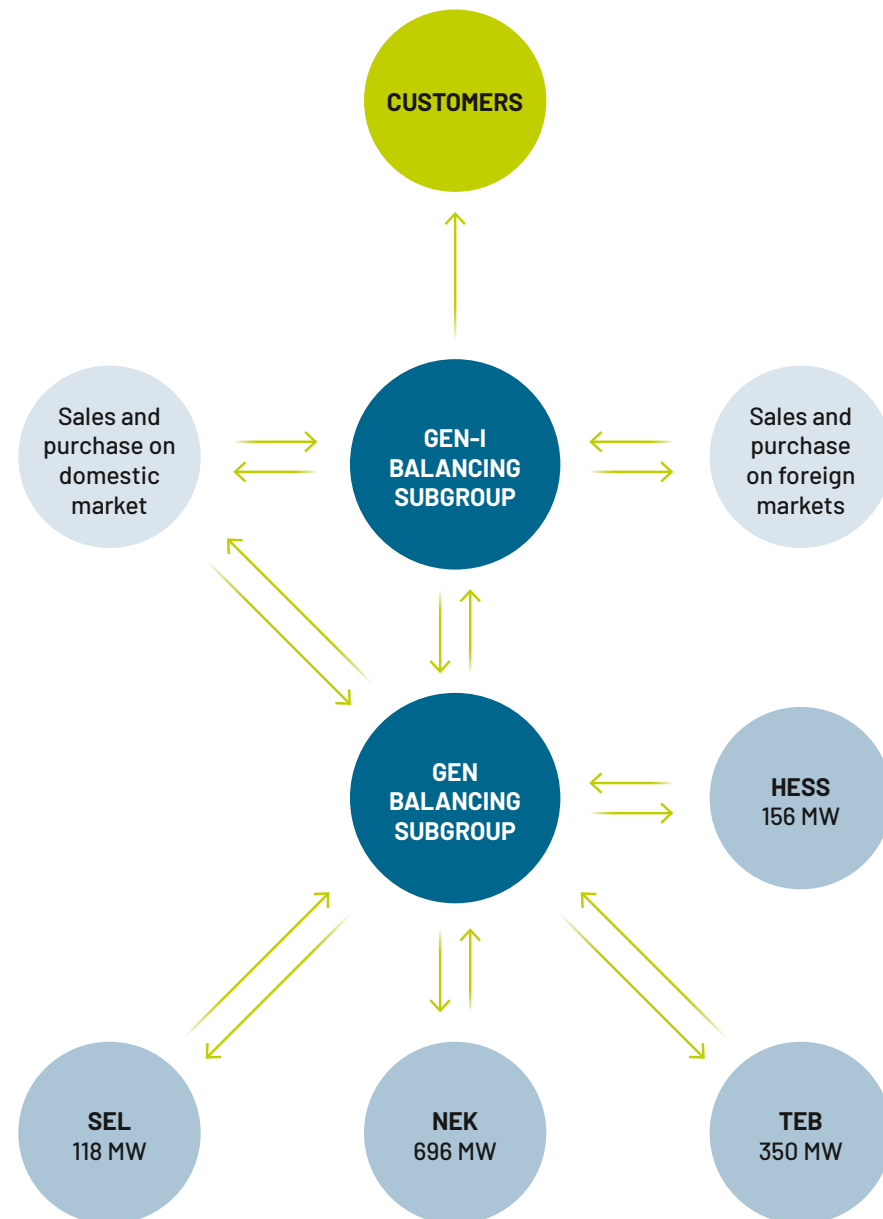 CUSTOMERS
Sales and
purchase on
domestic
market
GEN-I
BALANCING
SUBGROUP
Sales and
purchase
on foreign
markets
GEN
BALANCING
SUBGROUP
HESS
156 MW
SEL
118 MW
NEK
696 MW
TEB
350 MW